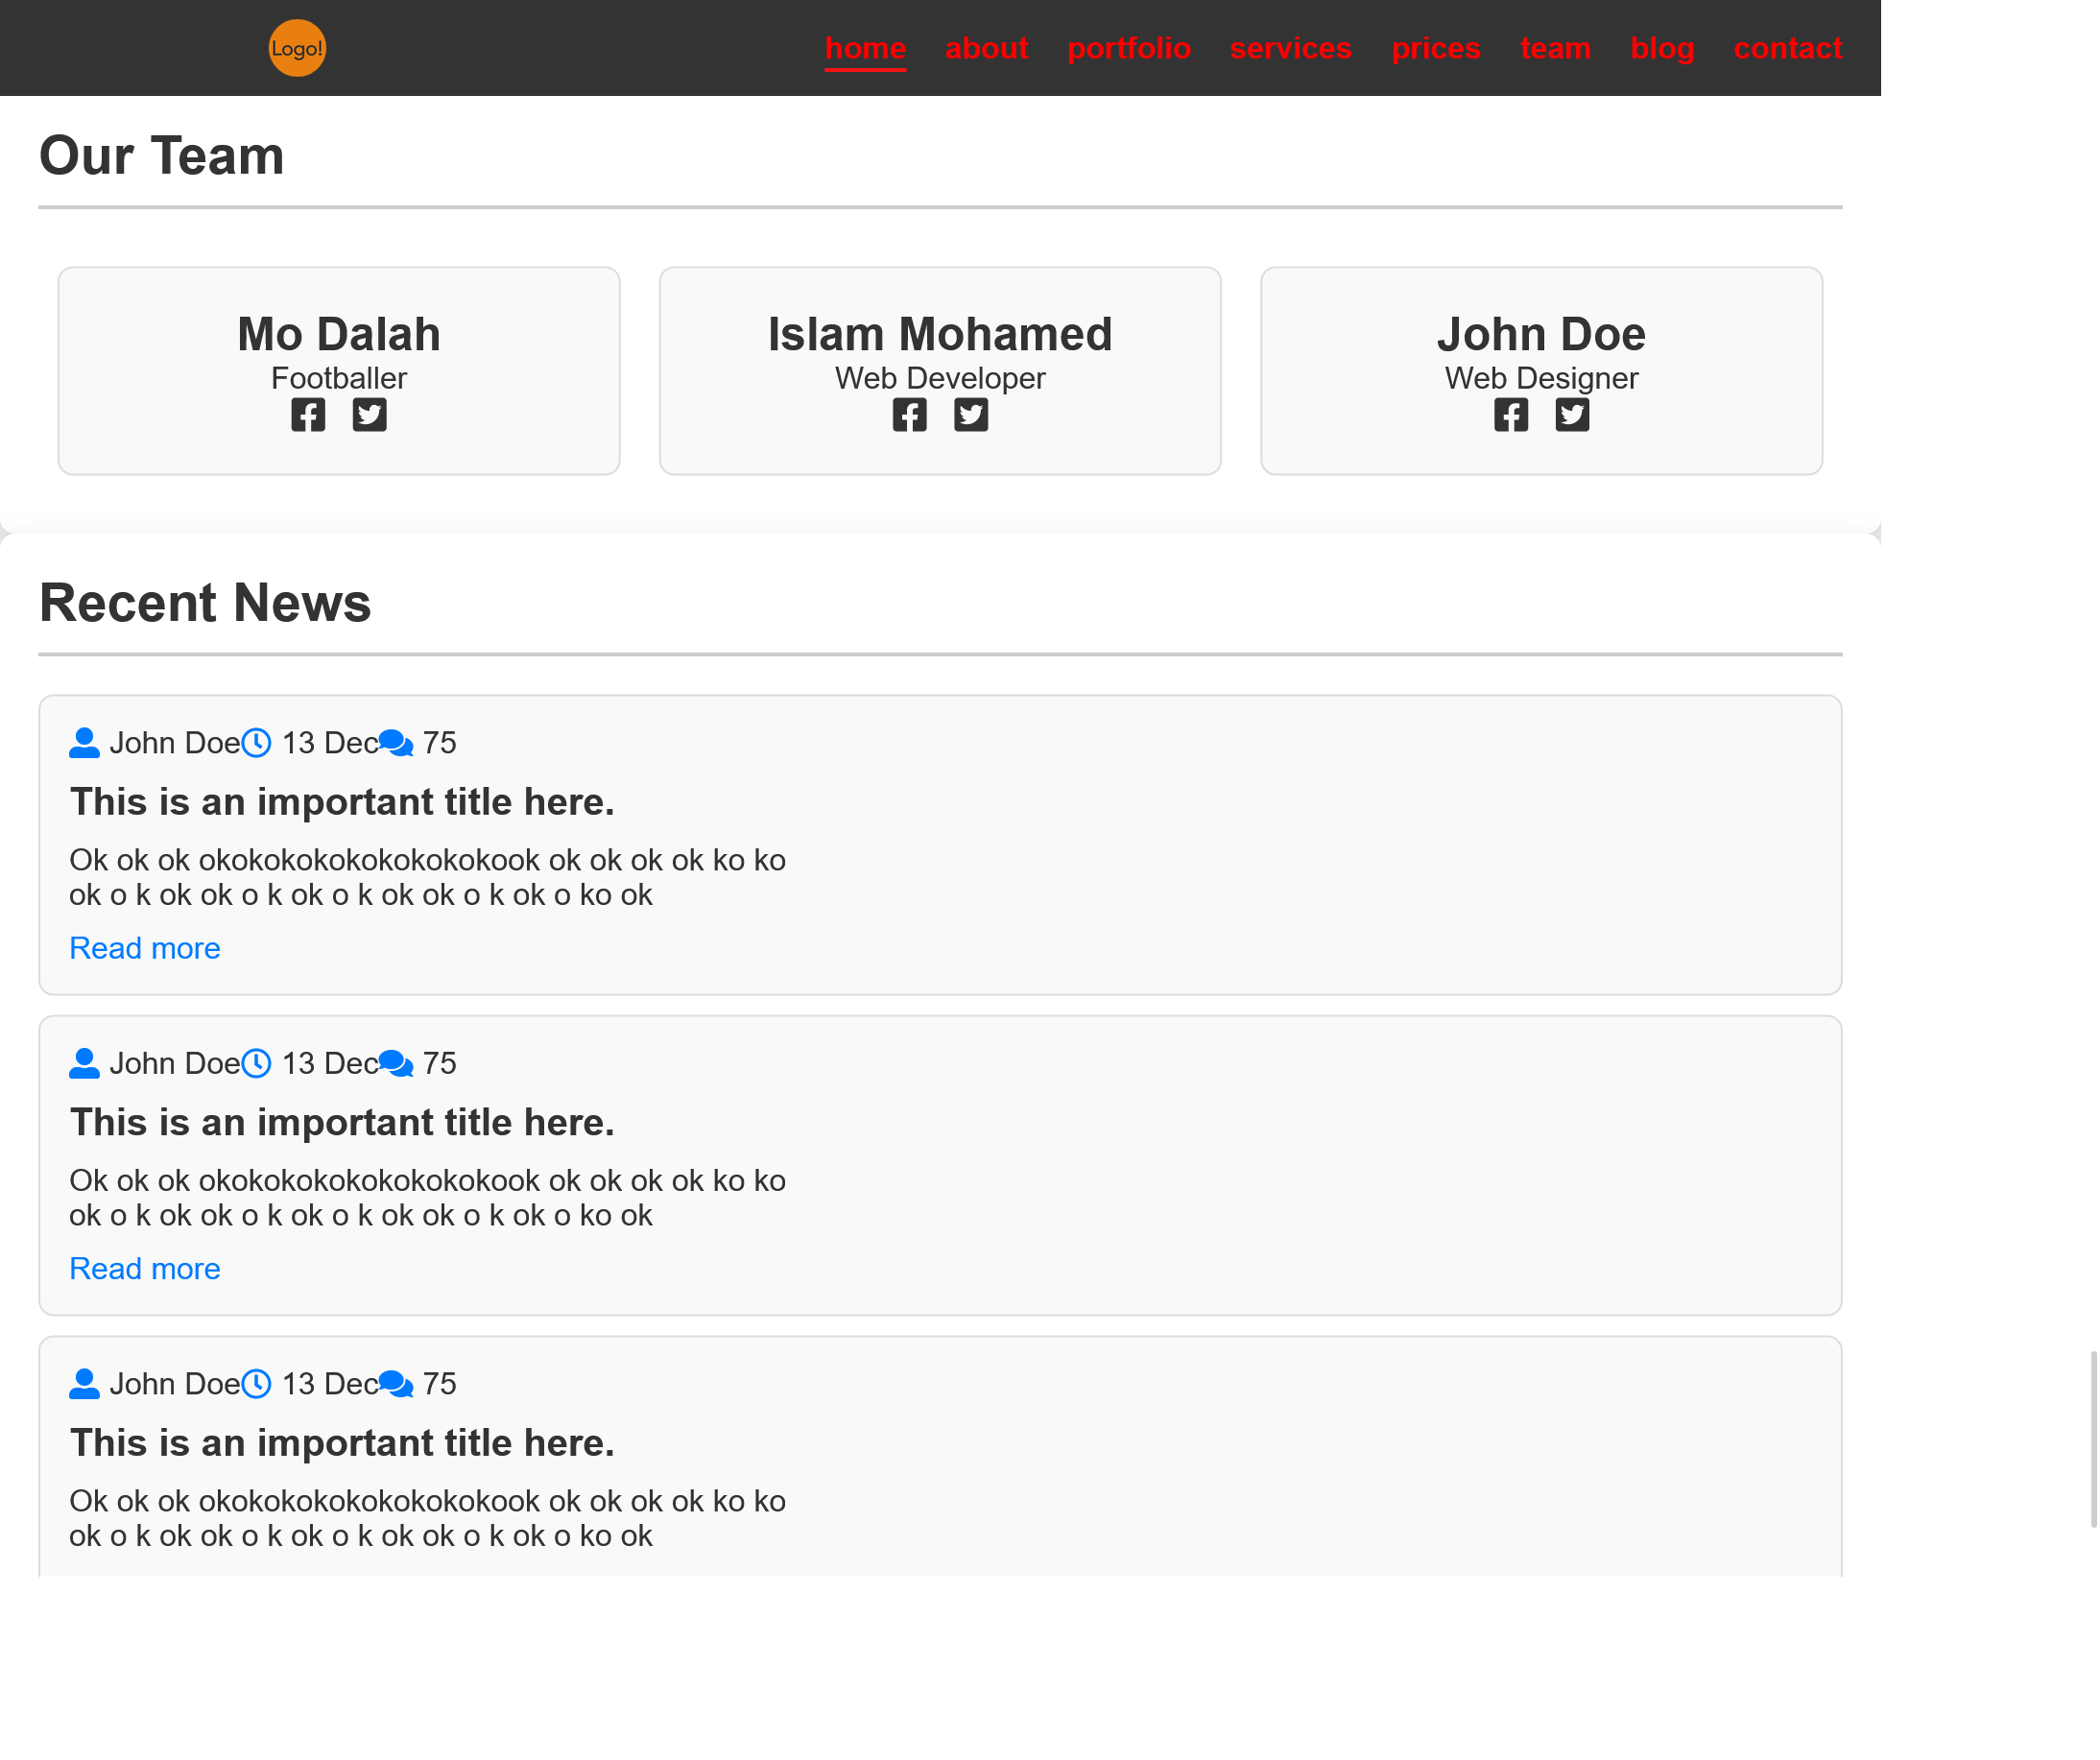 Logo!
home about portfolio services prices team blog contact
Our Team
Mo Dalah
Footballer
Islam Mohamed
Web Developer
John Doe
Web Designer
Recent News
John Doe 13 Dec 75
This is an important title here.
Ok ok ok okokokokokokokokokook ok ok ok ok ko ko
ok o k ok ok o k ok o k ok ok o k ok o ko ok
Read more
John Doe 13 Dec 75
This is an important title here.
Ok ok ok okokokokokokokokokook ok ok ok ok ko ko
ok o k ok ok o k ok o k ok ok o k ok o ko ok
Read more
John Doe 13 Dec 75
This is an important title here.
Ok ok ok okokokokokokokokokook ok ok ok ok ko ko
ok o k ok ok o k ok o k ok ok o k ok o ko ok